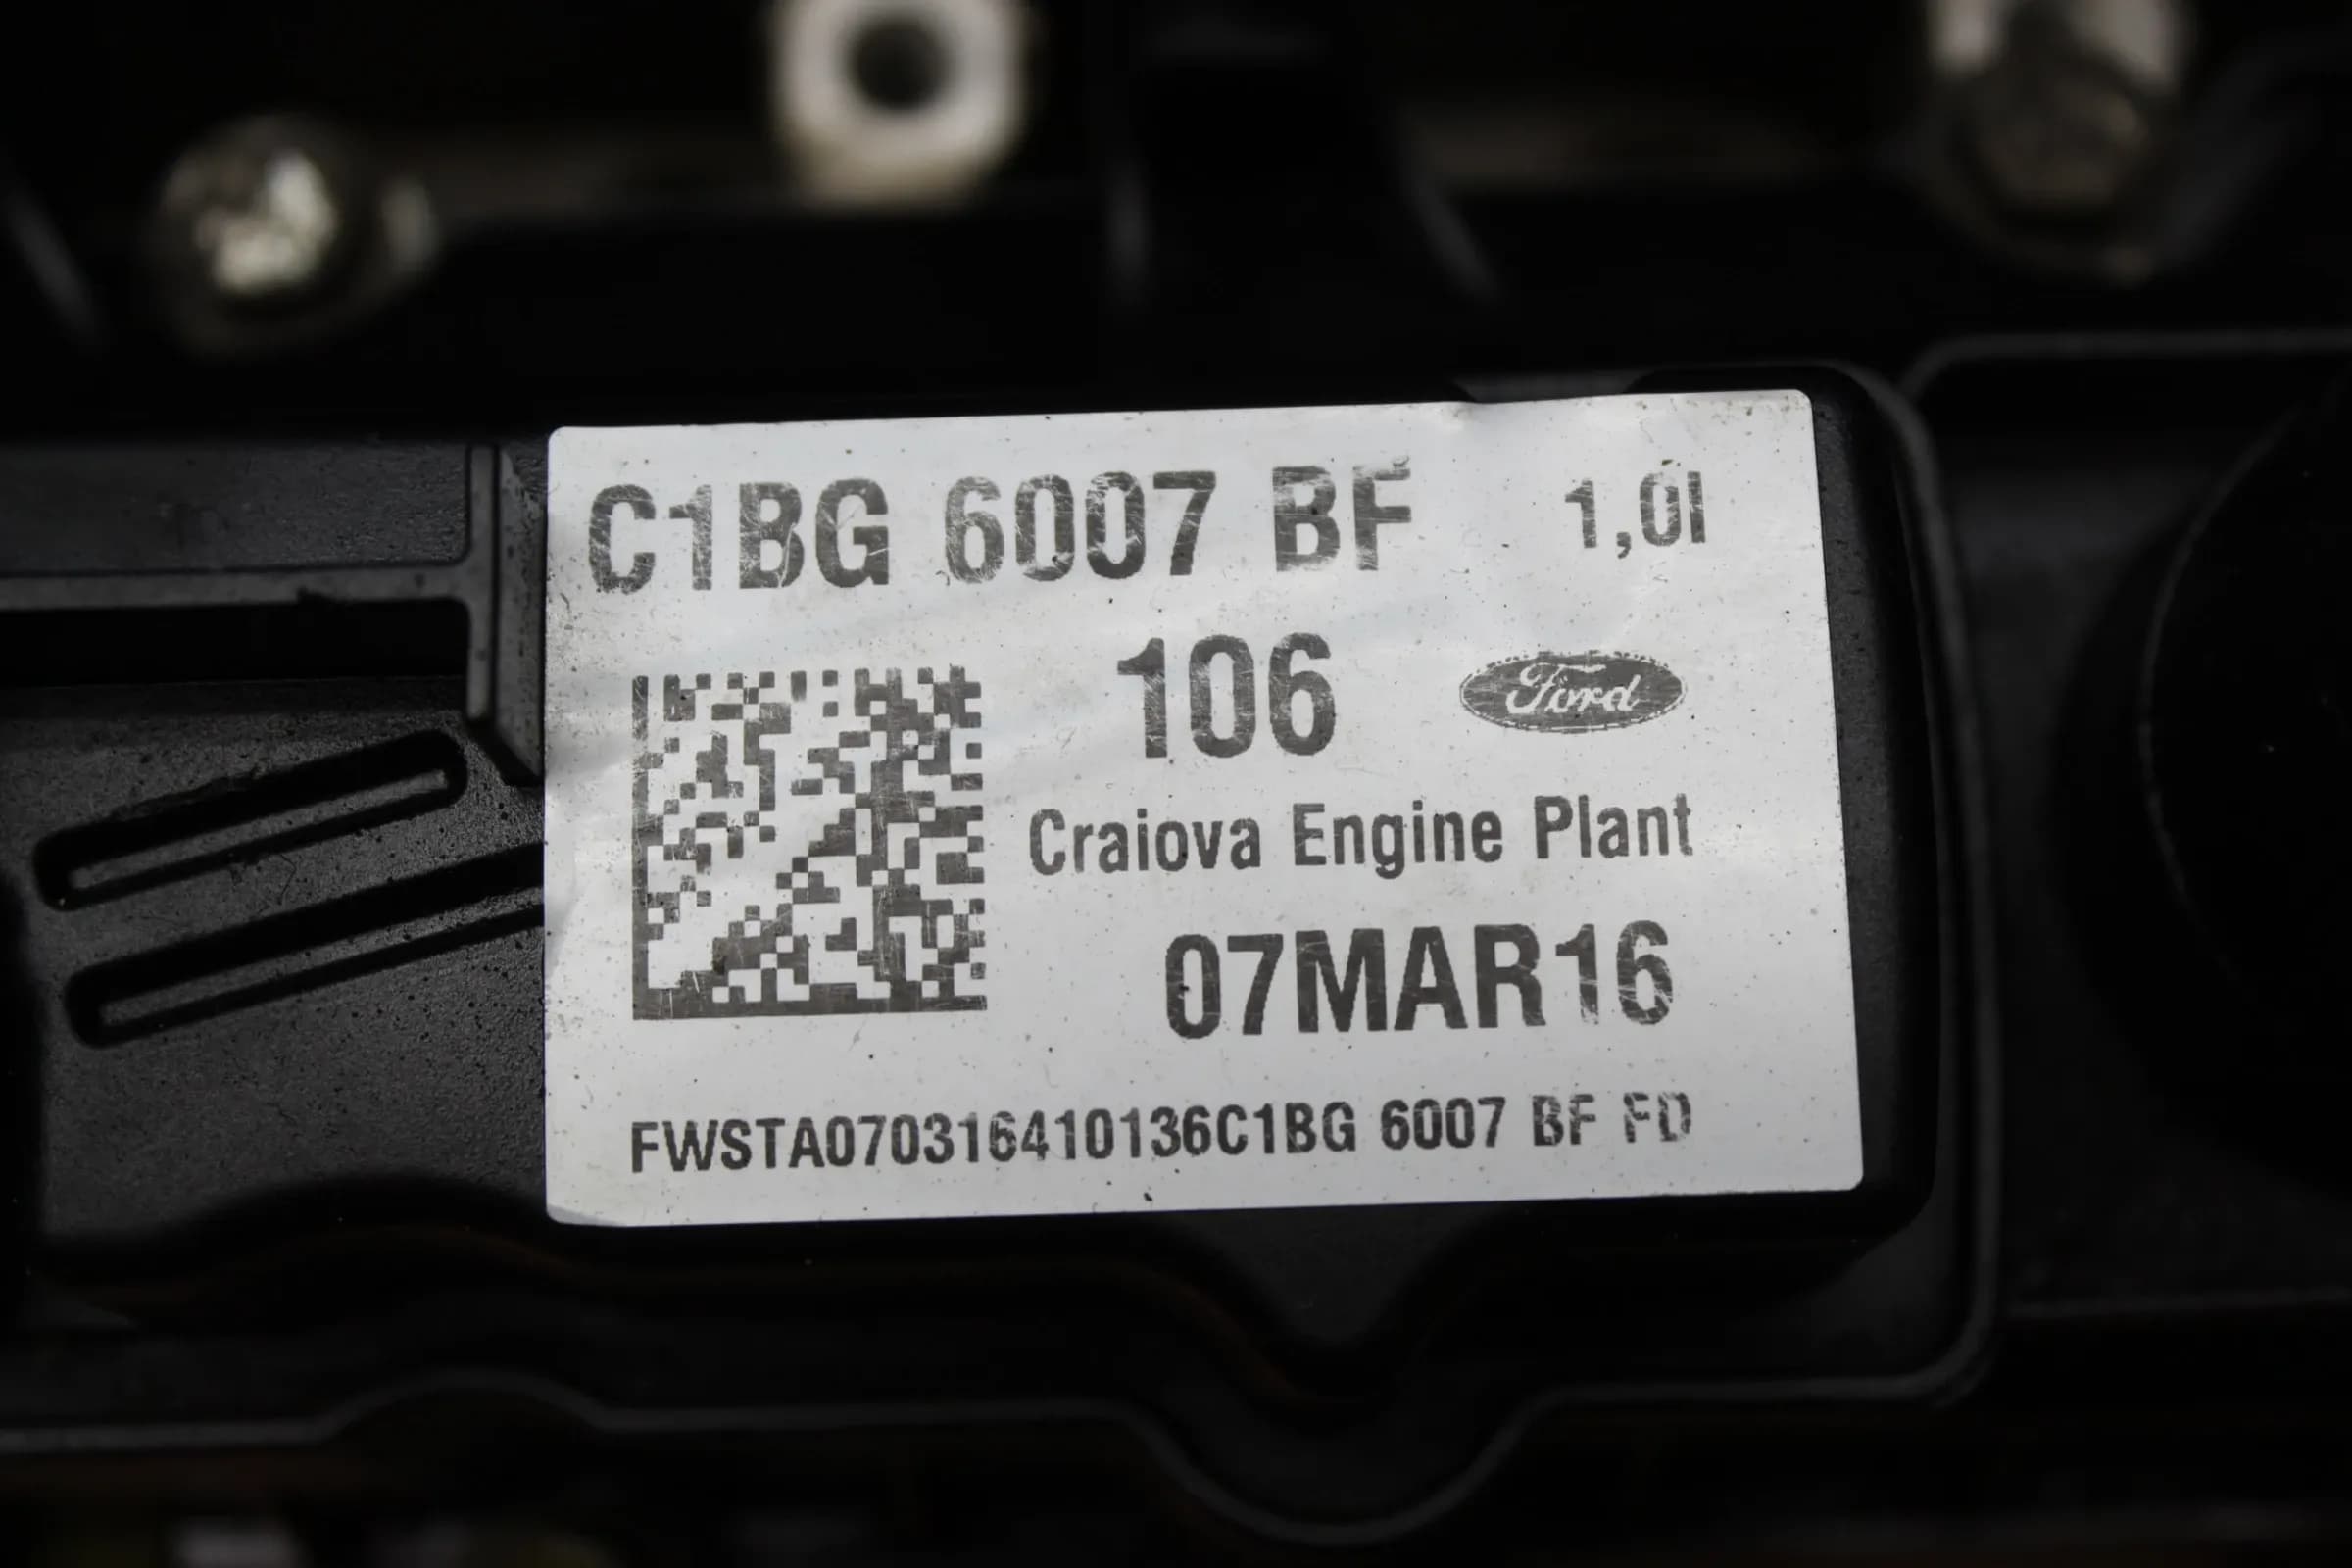 C1BG 6007 BF 1,0l
106 Ford
Craiova Engine Plant
07MAR16
FWSTA070316410136C1BG 6007 BF FD